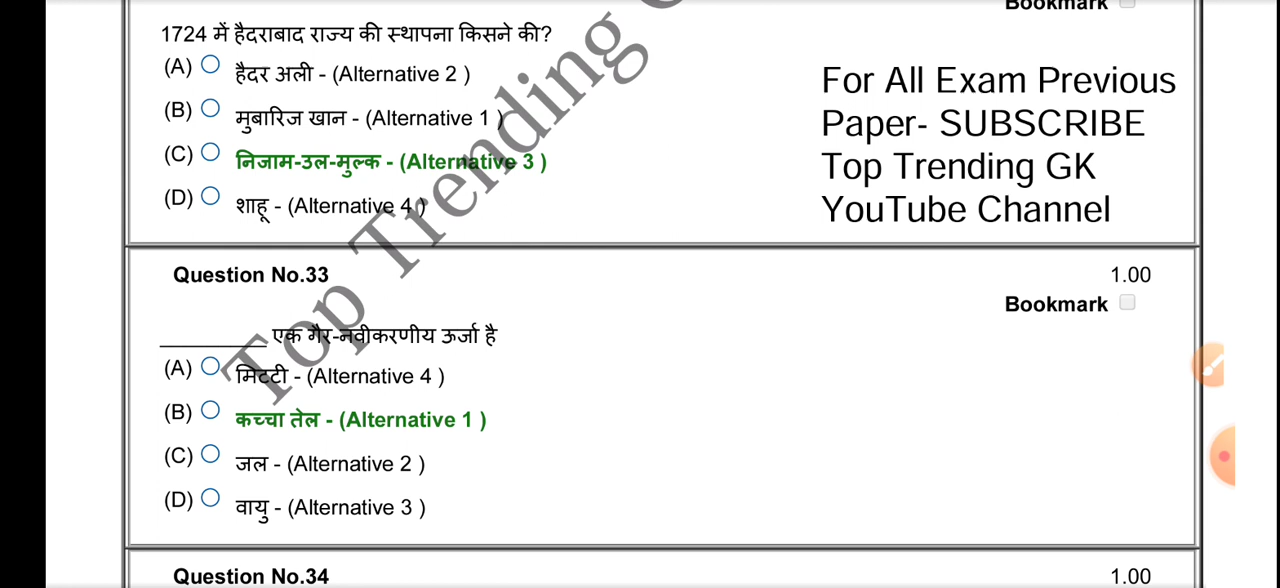 Bookmark
1724 में हैदराबाद राज्य की स्थापना किसने की?
(A) हैदर अली - (Alternative 2 )
(B) मुबारिज खान - (Alternative 1 )
(C) निजाम-उल-मुल्क - (Alternative 3 )
(D) शाहू - (Alternative 4 )
For All Exam Previous
Paper- SUBSCRIBE
Top Trending GK
YouTube Channel
Top Trending
Question No.33 1.00
Bookmark
________ एक गैर-नवीकरणीय ऊर्जा है
(A) मिट्टी - (Alternative 4 )
(B) कच्चा तेल - (Alternative 1 )
(C) जल - (Alternative 2 )
(D) वायु - (Alternative 3 )
Question No.34 1.00